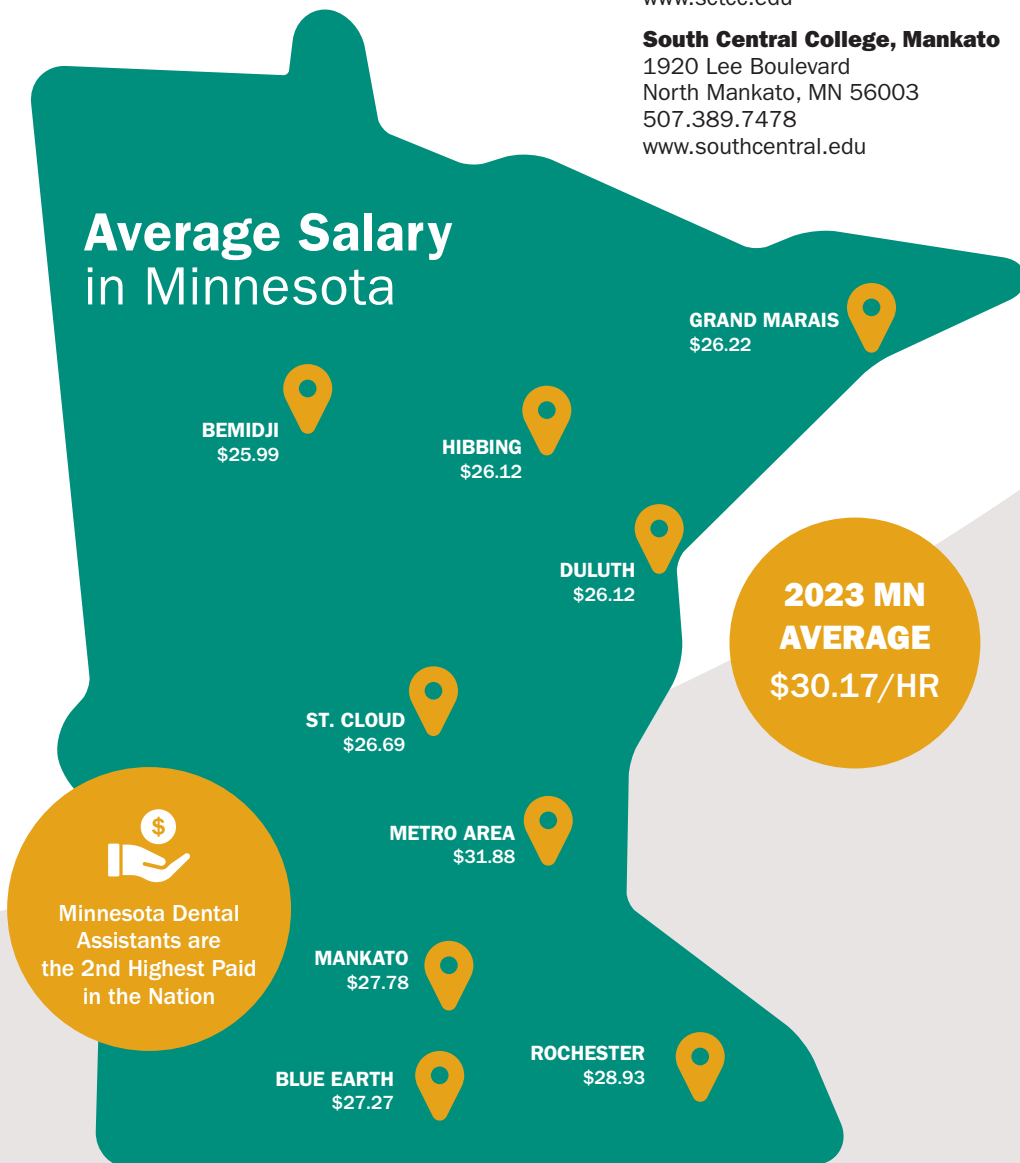 www.sctcc.edu
South Central College, Mankato
1920 Lee Boulevard
North Mankato, MN 56003
507.389.7478
www.southcentral.edu
Average Salary
in Minnesota
GRAND MARAIS
$26.22
BEMIDJI
$25.99
HIBBING
$26.12
DULUTH
$26.12
2023 MN
AVERAGE
$30.17/HR
ST. CLOUD
$26.69
METRO AREA
$31.88
$
Minnesota Dental
Assistants are
the 2nd Highest Paid
in the Nation
MANKATO
$27.78
ROCHESTER
$28.93
BLUE EARTH
$27.27